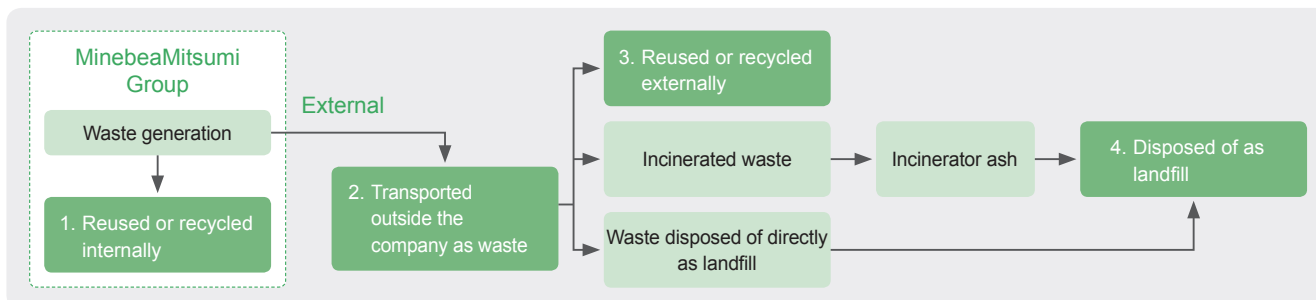 MinebeaMitsumi
Group
Waste generation
1. Reused or recycled
internally
External
2. Transported
outside the
company as waste
3. Reused or recycled
externally
Incinerated waste
Incinerator ash
4. Disposed of as
landfill
Waste disposed of directly
as landfill